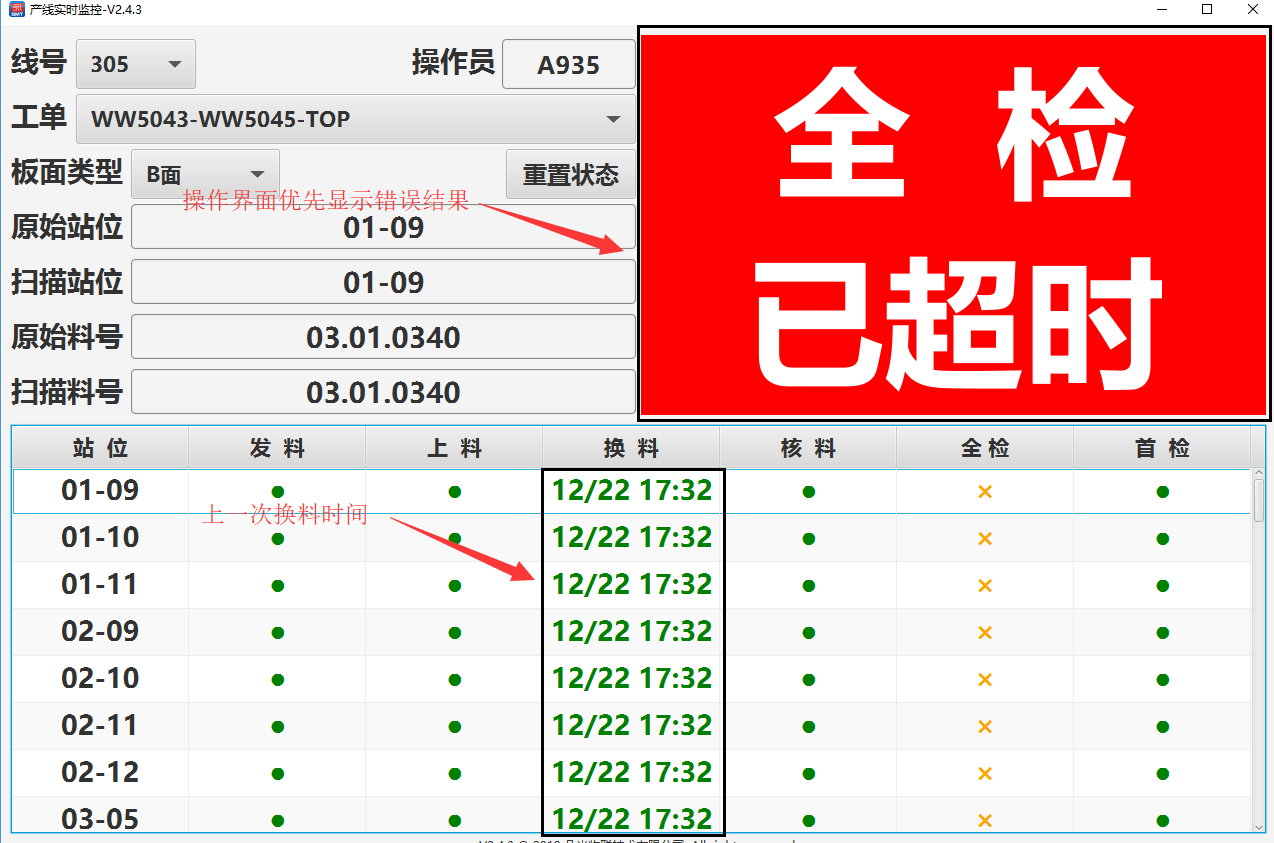 产线实时监控-V2.4.3
线号 305 操作员 A935
工单 WW5043-WW5045-TOP
板面类型 B面 重置状态
操作界面优先显示错误结果
原始站位 01-09
扫描站位 01-09
原始料号 03.01.0340
扫描料号 03.01.0340
全 检
已超时
站 位 发 料 上 料 换 料 核 料 全 检 首 检
01-09 ● ● 12/22 17:32 ● × ●
上一次换料时间
01-10 ● ● 12/22 17:32 ● × ●
01-11 ● ● 12/22 17:32 ● × ●
02-09 ● ● 12/22 17:32 ● × ●
02-10 ● ● 12/22 17:32 ● × ●
02-11 ● ● 12/22 17:32 ● × ●
02-12 ● ● 12/22 17:32 ● × ●
03-05 ● ● 12/22 17:32 ● × ●